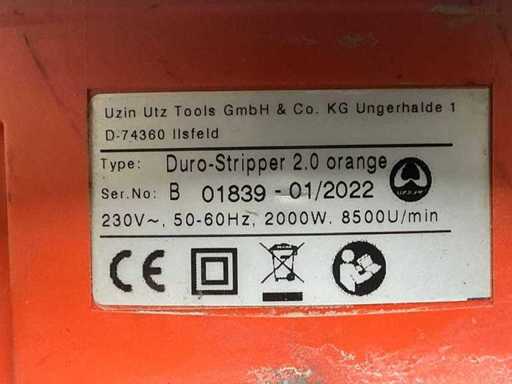 Uzin Utz Tools GmbH & Co. KG Ungerhalde 1
D-74360 Ilsfeld
Type: Duro-Stripper 2.0 orange
Ser.No: B 01839 - 01/2022
230V~, 50-60Hz, 2000W. 8500U/min
CE